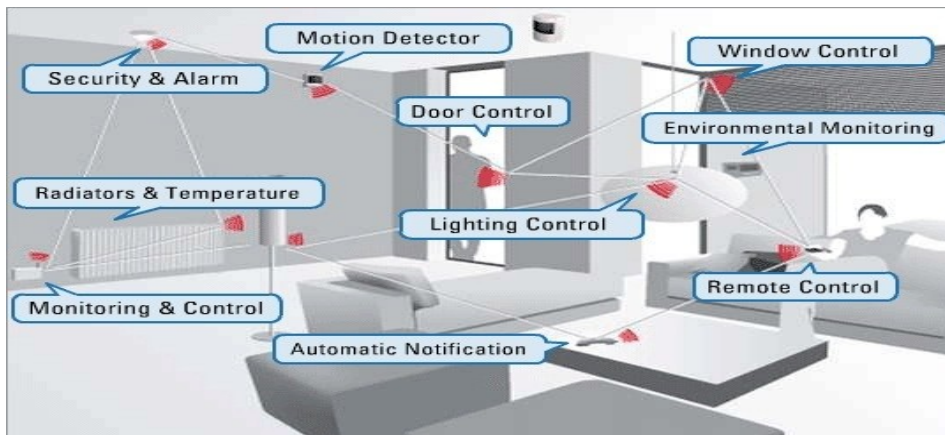 Motion Detector
Window Control
Security & Alarm
Door Control
Environmental Monitoring
Radiators & Temperature
Lighting Control
Remote Control
Monitoring & Control
Automatic Notification